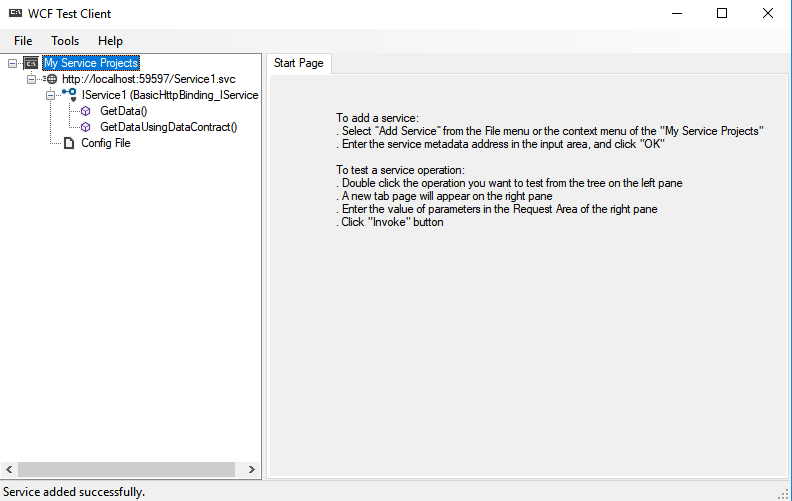 WCF Test Client
File Tools Help
My Service Projects
http://localhost:59597/Service1.svc
IService1 (BasicHttpBinding_IService
GetData()
GetDataUsingDataContract()
Config File
Start Page
To add a service:
. Select "Add Service" from the File menu or the context menu of the "My Service Projects"
. Enter the service metadata address in the input area, and click "OK"
To test a service operation:
. Double click the operation you want to test from the tree on the left pane
. A new tab page will appear on the right pane
. Enter the value of parameters in the Request Area of the right pane
. Click "Invoke" button
Service added successfully.